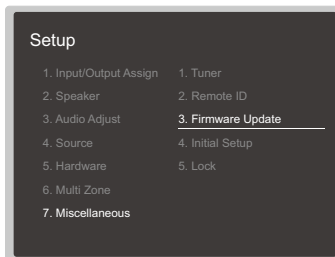 Setup
1. Input/Output Assign
2. Speaker
3. Audio Adjust
4. Source
5. Hardware
6. Multi Zone
7. Miscellaneous
1. Tuner
2. Remote ID
3. Firmware Update
4. Initial Setup
5. Lock